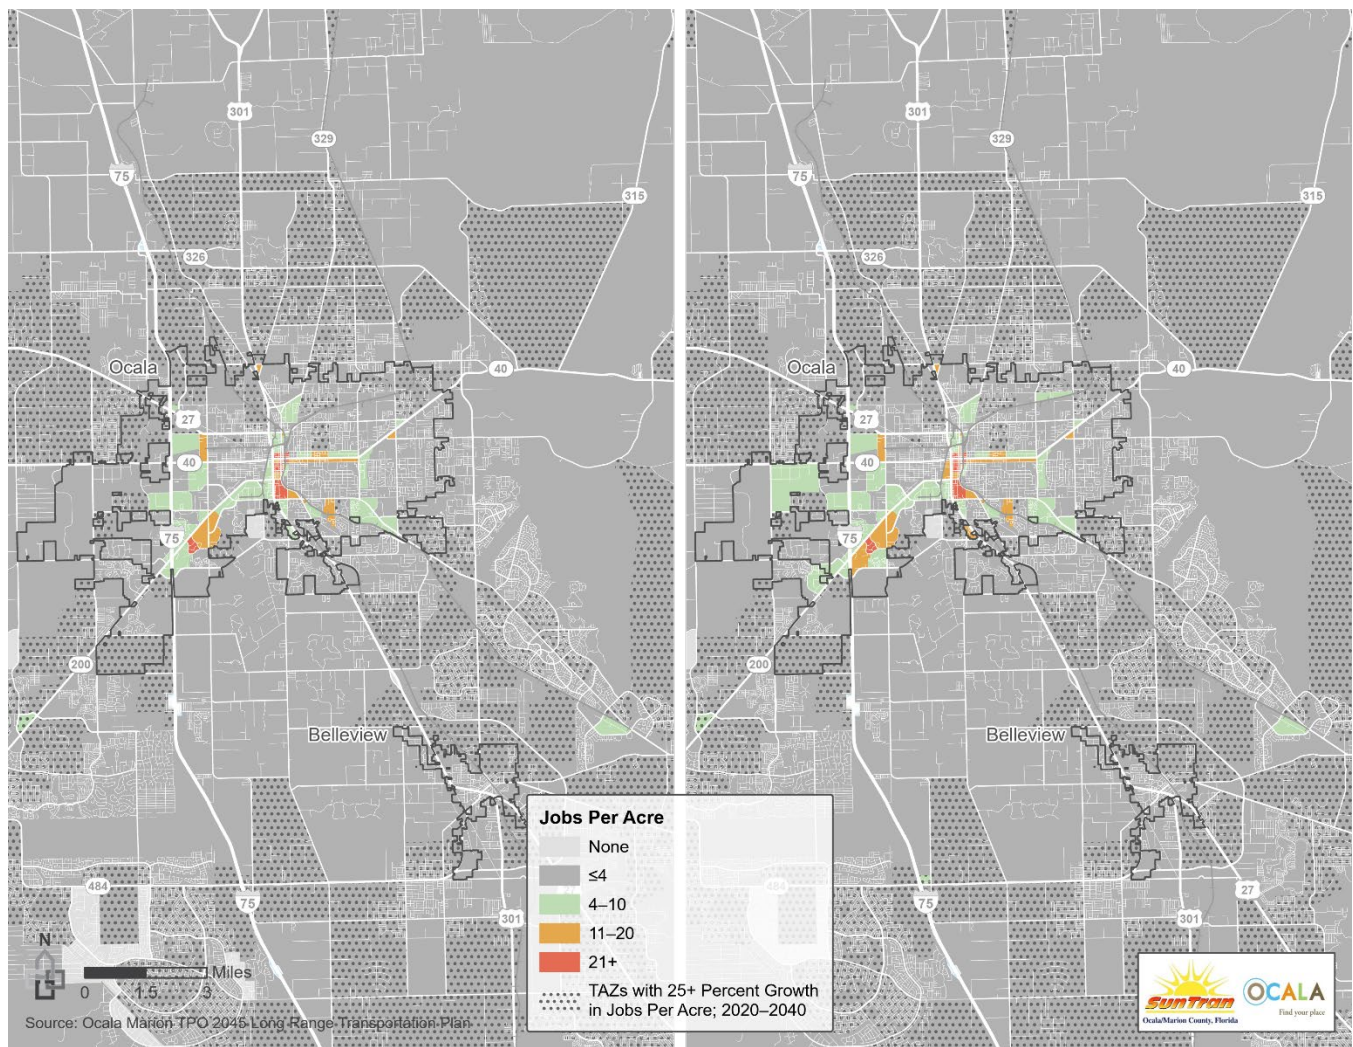 301
329
75
315
326
Ocala
40
27
40
75
200
Belleview
484
75
301
N
Miles
0 1.5 3
Source: Ocala Marion TPO 2045 Long Range Transportation Plan
301
329
75
315
326
Ocala
40
27
40
75
200
Belleview
484
75
27
301
Jobs Per Acre
None
≤4
4–10
11–20
21+
TAZs with 25+ Percent Growth
in Jobs Per Acre; 2020–2040
SunTran
Ocala/Marion County, Florida
OCALA
Find your place